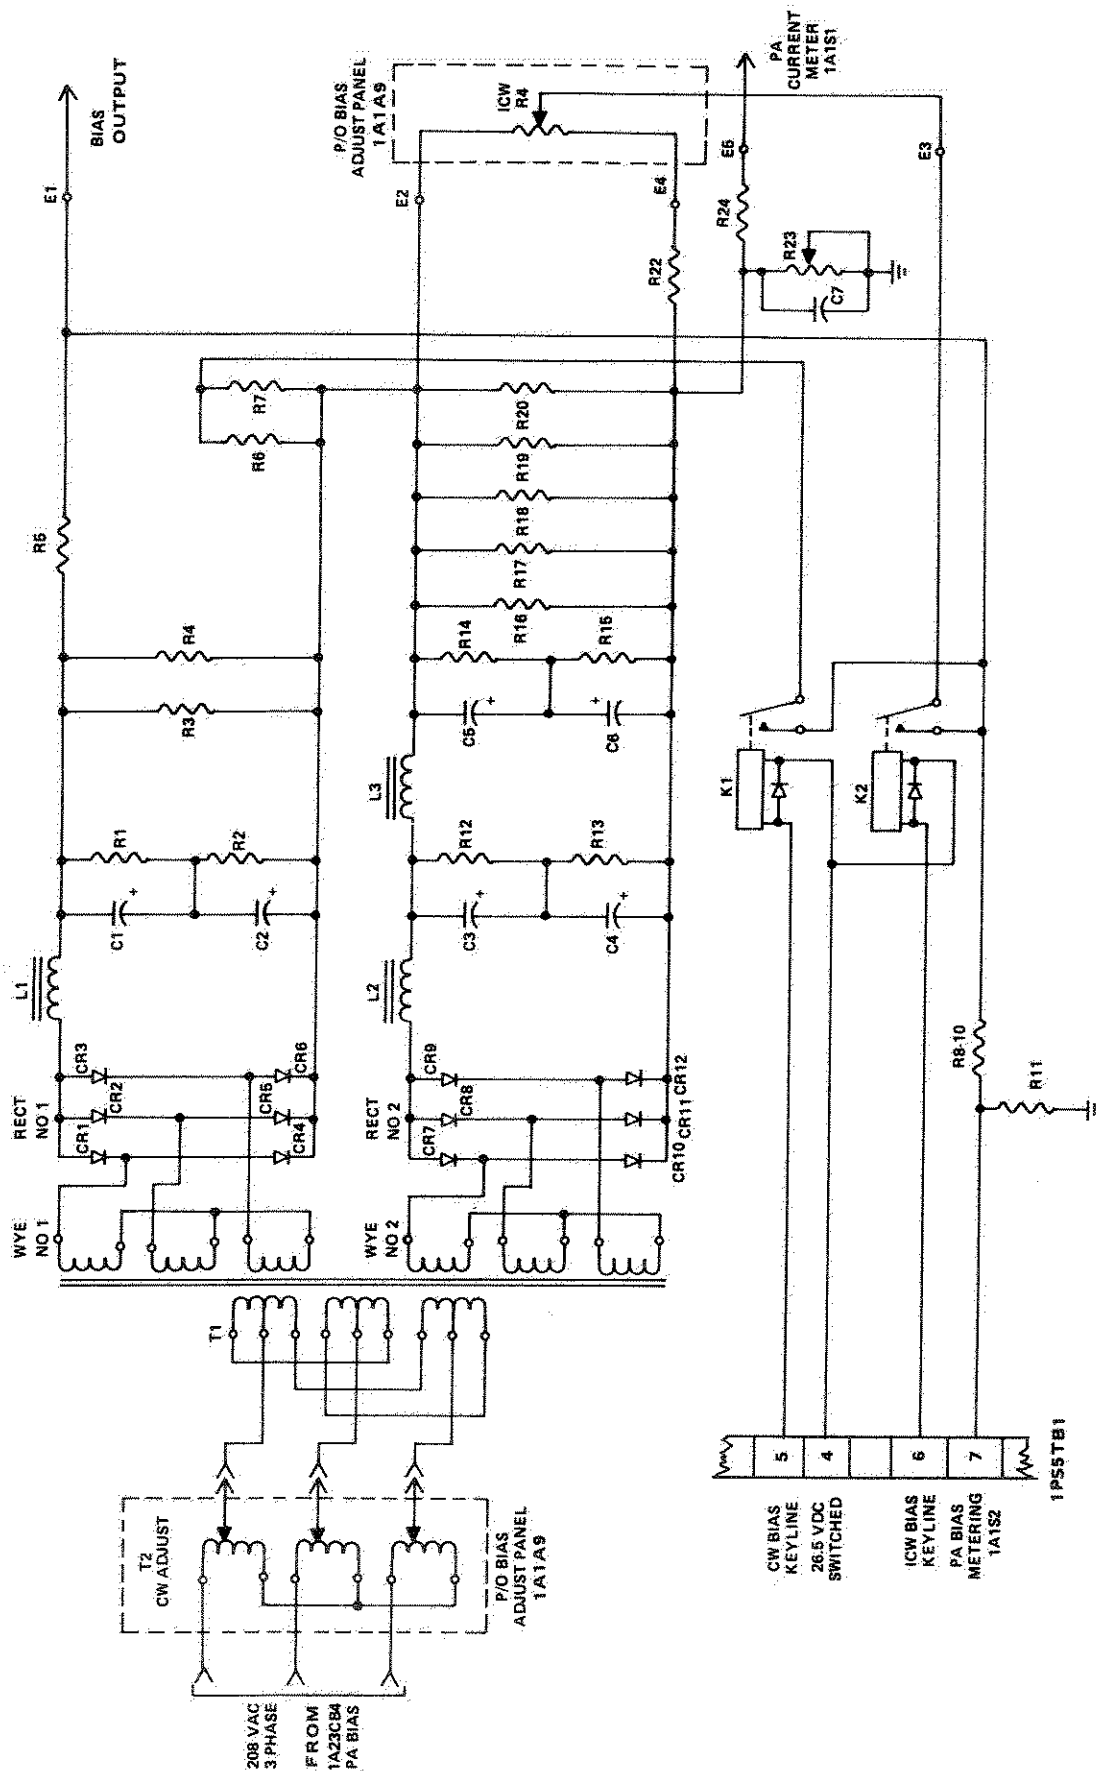 208 VAC
3 PHASE
FROM
1A23CB4
PA BIAS
T2
CW ADJUST
P/O BIAS
ADJUST PANEL
1A1A9
T1
WYE
NO 1
RECT
NO 1
CR1
CR2
CR3
CR4
CR5
CR6
L1
C1
C2
R1
R2
R3
R4
R5
R6
R7
E1
BIAS
OUTPUT
WYE
NO 2
RECT
NO 2
CR7
CR8
CR9
CR10
CR11
CR12
L2
C3
C4
R12
R13
L3
C5
C6
R14
R15
R16
R17
R18
R19
R20
E2
P/O BIAS
ADJUST PANEL
1A1A9
ICW
R4
R22
E4
R24
E5
PA
CURRENT
METER
1A1S1
R23
C7
E3
K1
K2
CW BIAS
KEYLINE
5
26.5 VDC
SWITCHED
4
ICW BIAS
KEYLINE
6
PA BIAS
METERING
1A1S2
7
1PS5TB1
R8-10
R11
+
+
+
+
+
+